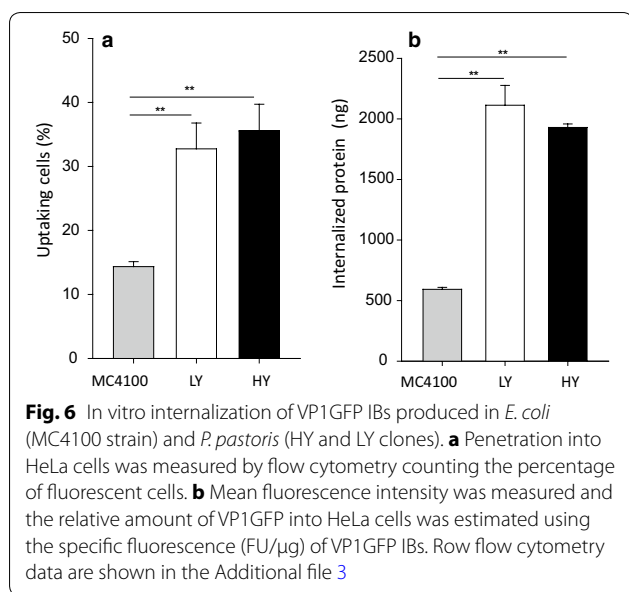 a
b
50
40
30
20
10
0
Uptaking cells (%)
**
**
MC4100 LY HY
2500
2000
1500
1000
500
0
Internalized protein (ng)
**
**
MC4100 LY HY
Fig. 6 In vitro internalization of VP1GFP IBs produced in E. coli
(MC4100 strain) and P. pastoris (HY and LY clones). a Penetration into
HeLa cells was measured by flow cytometry counting the percentage
of fluorescent cells. b Mean fluorescence intensity was measured and
the relative amount of VP1GFP into HeLa cells was estimated using
the specific fluorescence (FU/μg) of VP1GFP IBs. Row flow cytometry
data are shown in the Additional file 3